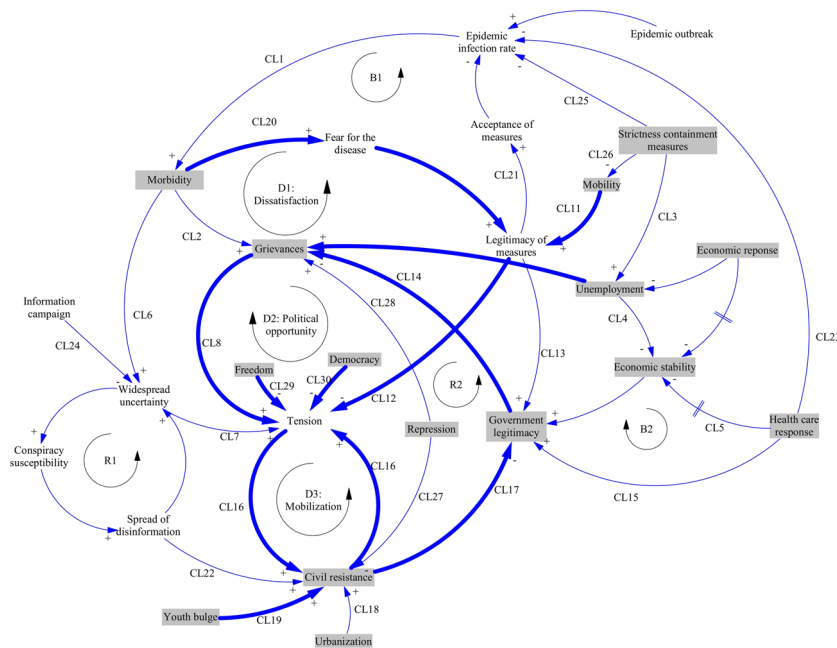 +
Epidemic outbreak
-
Epidemic
infection rate
CL1
-
-
B1
CL25
Acceptance of
measures
CL20
+
Fear for the
disease
Strictness containment
measures
+
CL26
-
+
Morbidity
D1:
Dissatisfaction
CL21
Mobility
CL11
CL3
CL2
+
Grievances
+
+
+
Legitimacy of
measures
+
Economic reponse
+
-
CL14
+
Unemployment
-
Information
campaign
CL28
CL6
D2: Political
opportunity
CL4
CL23
CL24
CL8
Democracy
CL13
-
-
Freedom
CL30
R2
Economic stability
-
+
Widespread
uncertainty
CL29
-
-
-
CL12
-
+
+
+
Tension
+
+
Repression
Government
legitimacy
+
+
B2
CL5
Health care
response
+
CL7
+
+
Conspiracy
susceptibility
R1
CL16
-
CL16
D3:
Mobilization
CL27
CL17
CL15
Spread of
disinformation
+
CL22
+
+
Civil resistance
-
+
+
+
Youth bulge
CL19
CL18
Urbanization